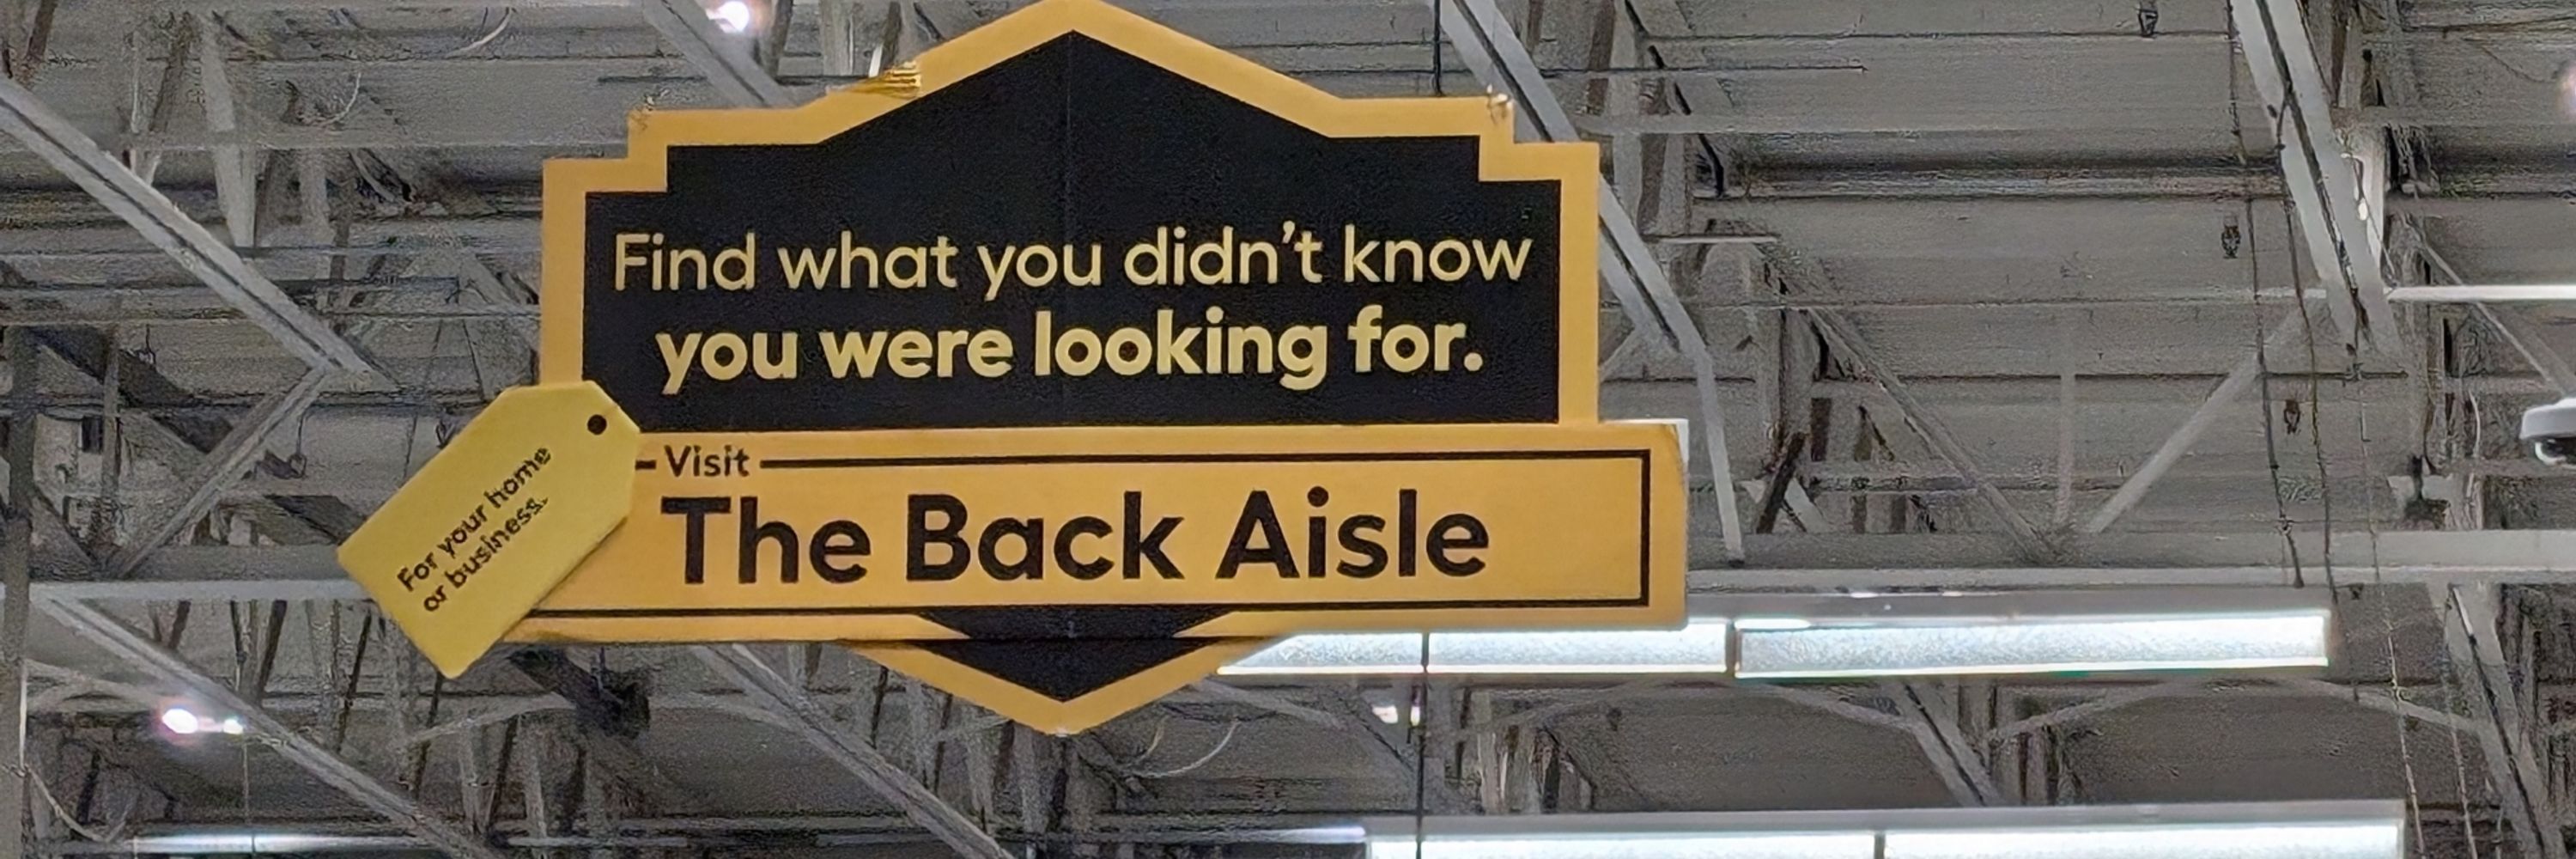 Find what you didn't know
you were looking for.
Visit
The Back Aisle
For your home
or business.